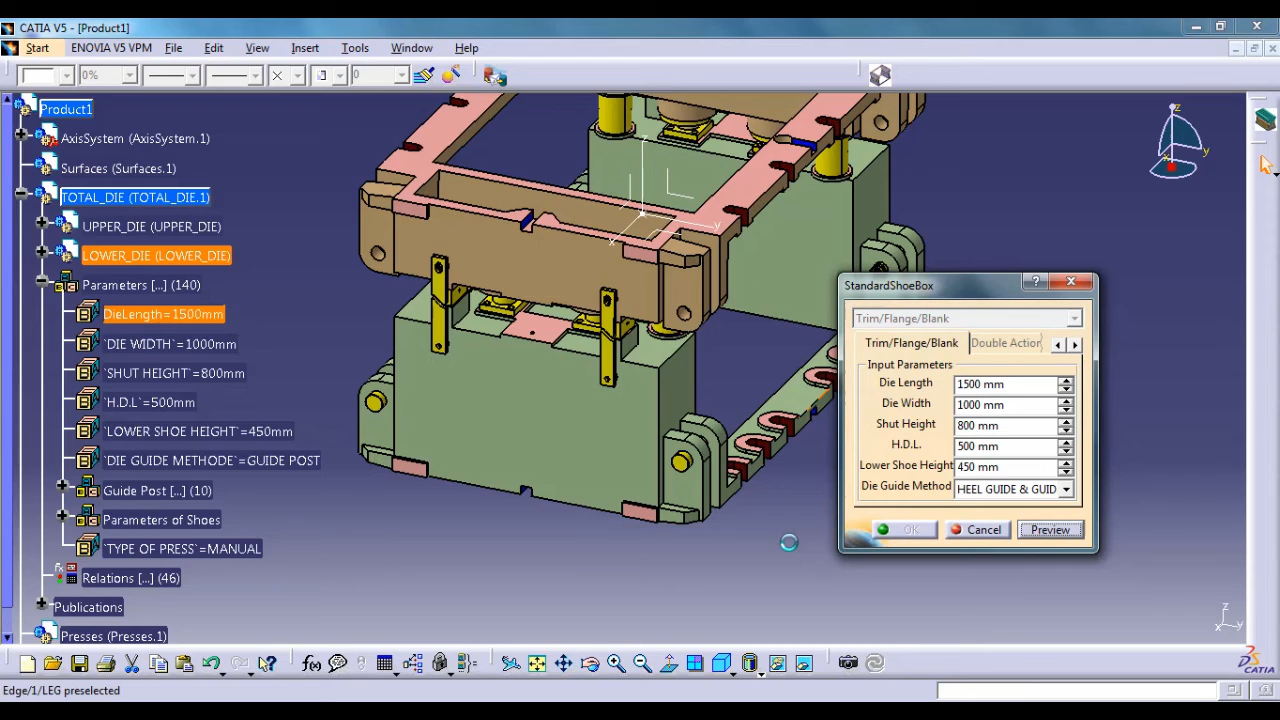 CATIA V5 - [Product1]
Start ENOVIA V5 VPM File Edit View Insert Tools Window Help
0% 0
Product1
AxisSystem (AxisSystem.1)
Surfaces (Surfaces.1)
TOTAL_DIE (TOTAL_DIE.1)
UPPER_DIE (UPPER_DIE)
LOWER_DIE (LOWER_DIE)
Parameters [...] (140)
DieLength=1500mm
`DIE WIDTH`=1000mm
`SHUT HEIGHT`=800mm
`H.D.L`=500mm
`LOWER SHOE HEIGHT`=450mm
`DIE GUIDE METHODE`=GUIDE POST
Guide Post [...] (10)
Parameters of Shoes
`TYPE OF PRESS`=MANUAL
Relations [...] (46)
Publications
Presses (Presses.1)
z
y
x
z
y
x
StandardShoeBox
Trim/Flange/Blank
Trim/Flange/Blank Double Action
Input Parameters
Die Length 1500 mm
Die Width 1000 mm
Shut Height 800 mm
H.D.L. 500 mm
Lower Shoe Height 450 mm
Die Guide Method HEEL GUIDE & GUID
OK Cancel Preview
z
x y
f(x)
DS CATIA
Edge/1/LEG preselected